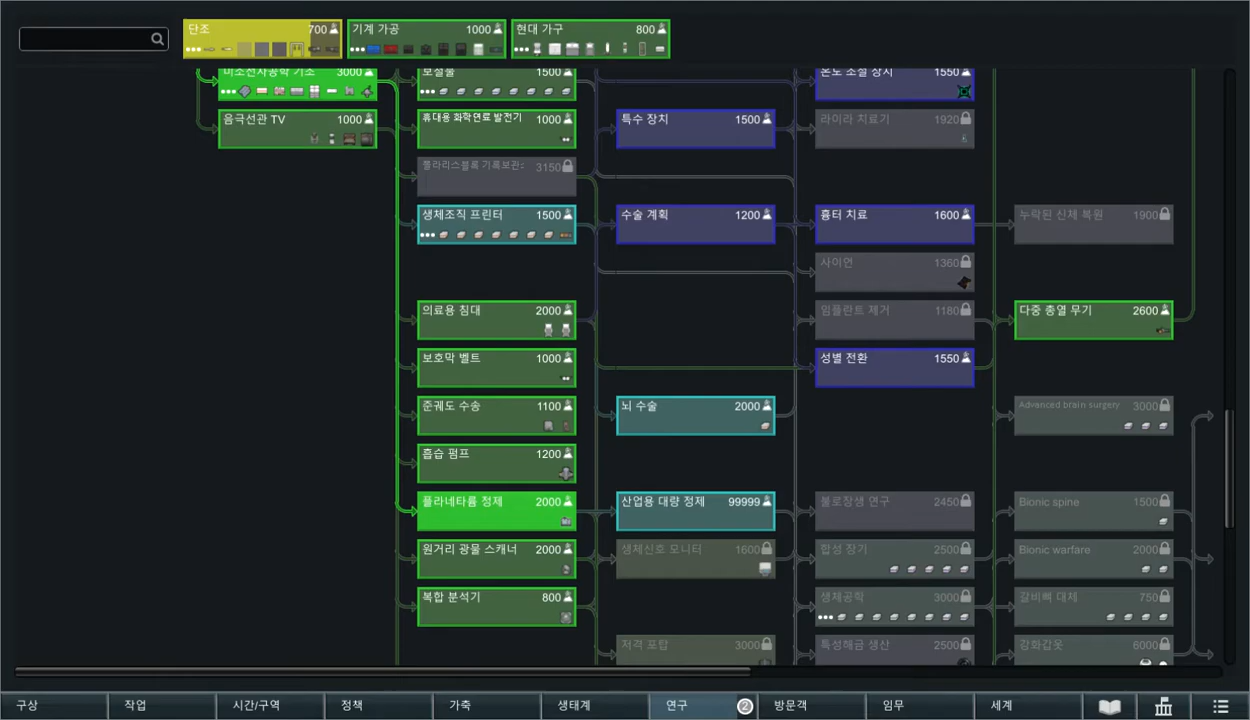 단조 700
기계 가공 1000
현대 가구 800
미소전자공학 기초 3000
보철물 1500
온도 조절 장치 1550
음극선관 TV 1000
휴대용 화학연료 발전기 1000
특수 장치 1500
라미라 치료기 1920
3150
생체조직 프린터 1500
수술 계획 1200
흉터 치료 1600
누락된 신체 복원 1900
사이언 1360
의료용 침대 2000
임플란트 제거 1180
다중 총열 무기 2600
보호막 벨트 1000
성별 전환 1550
준궤도 수송 1100
뇌 수술 2000
Advanced brain surgery 3000
흡습 펌프 1200
플라네타륨 정제 2000
산업용 대량 정제 99999
불로장생 연구 2450
Bionic spine 1500
원거리 광물 스캐너 2000
생체신호 모니터 1600
합성 장기 2500
Bionic warfare 2000
복합 분석기 800
생체공학 3000
갈비뼈 대체 750
저격 포탑 3000
특성해금 생산 2500
강화갑옷 6000
구상 작업 시간/구역 정책 가축 생태계 연구 2 방문객 임무 세계